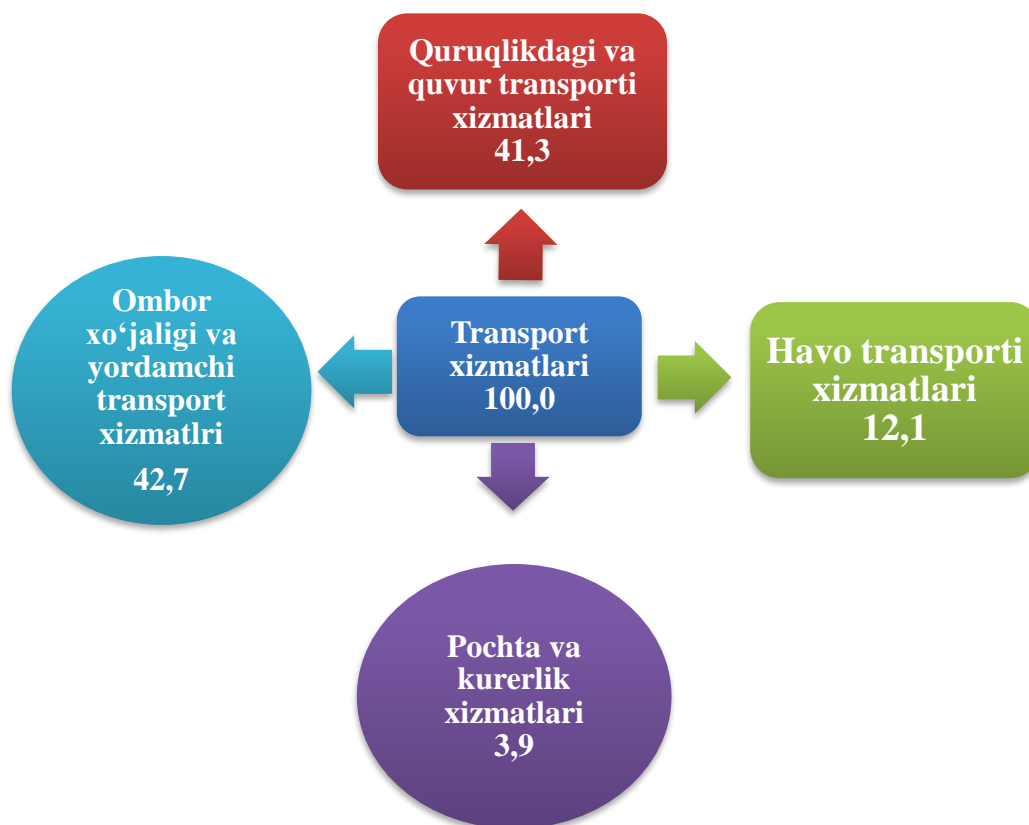 Quruqlikdagi va
quvur transporti
xizmatlari
41,3
Ombor
xo‘jaligi va
yordamchi
transport
xizmatlri
42,7
Transport
xizmatlari
100,0
Havo transporti
xizmatlari
12,1
Pochta va
kurerlik
xizmatlari
3,9